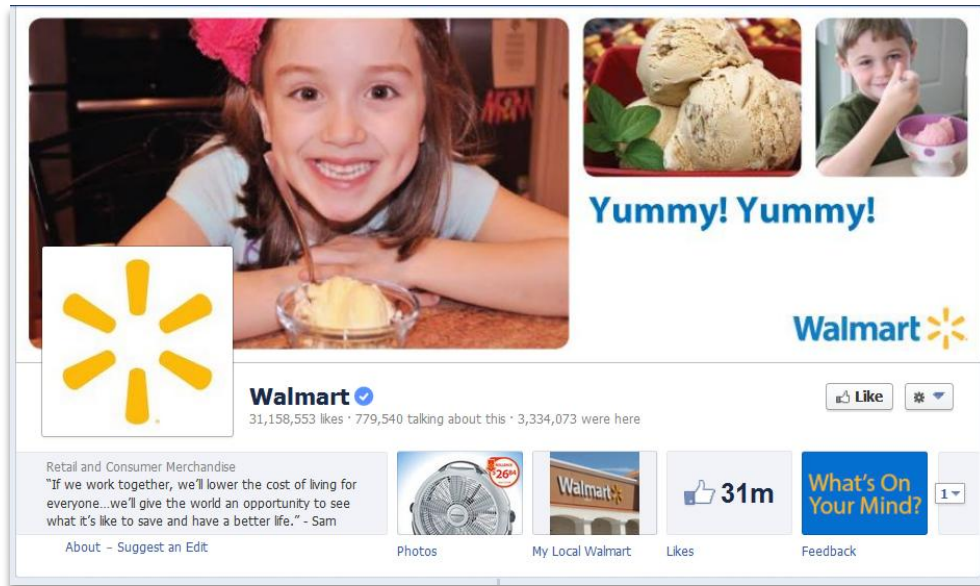 Yummy! Yummy!
Walmart
Walmart
31,158,553 likes · 779,540 talking about this · 3,334,073 were here
Like
Retail and Consumer Merchandise
“If we work together, we’ll lower the cost of living for
everyone...we’ll give the world an opportunity to see
what it’s like to save and have a better life.” - Sam
About – Suggest an Edit
$26
Photos
Walmart
My Local Walmart
31m
Likes
What's On
Your Mind?
Feedback
1